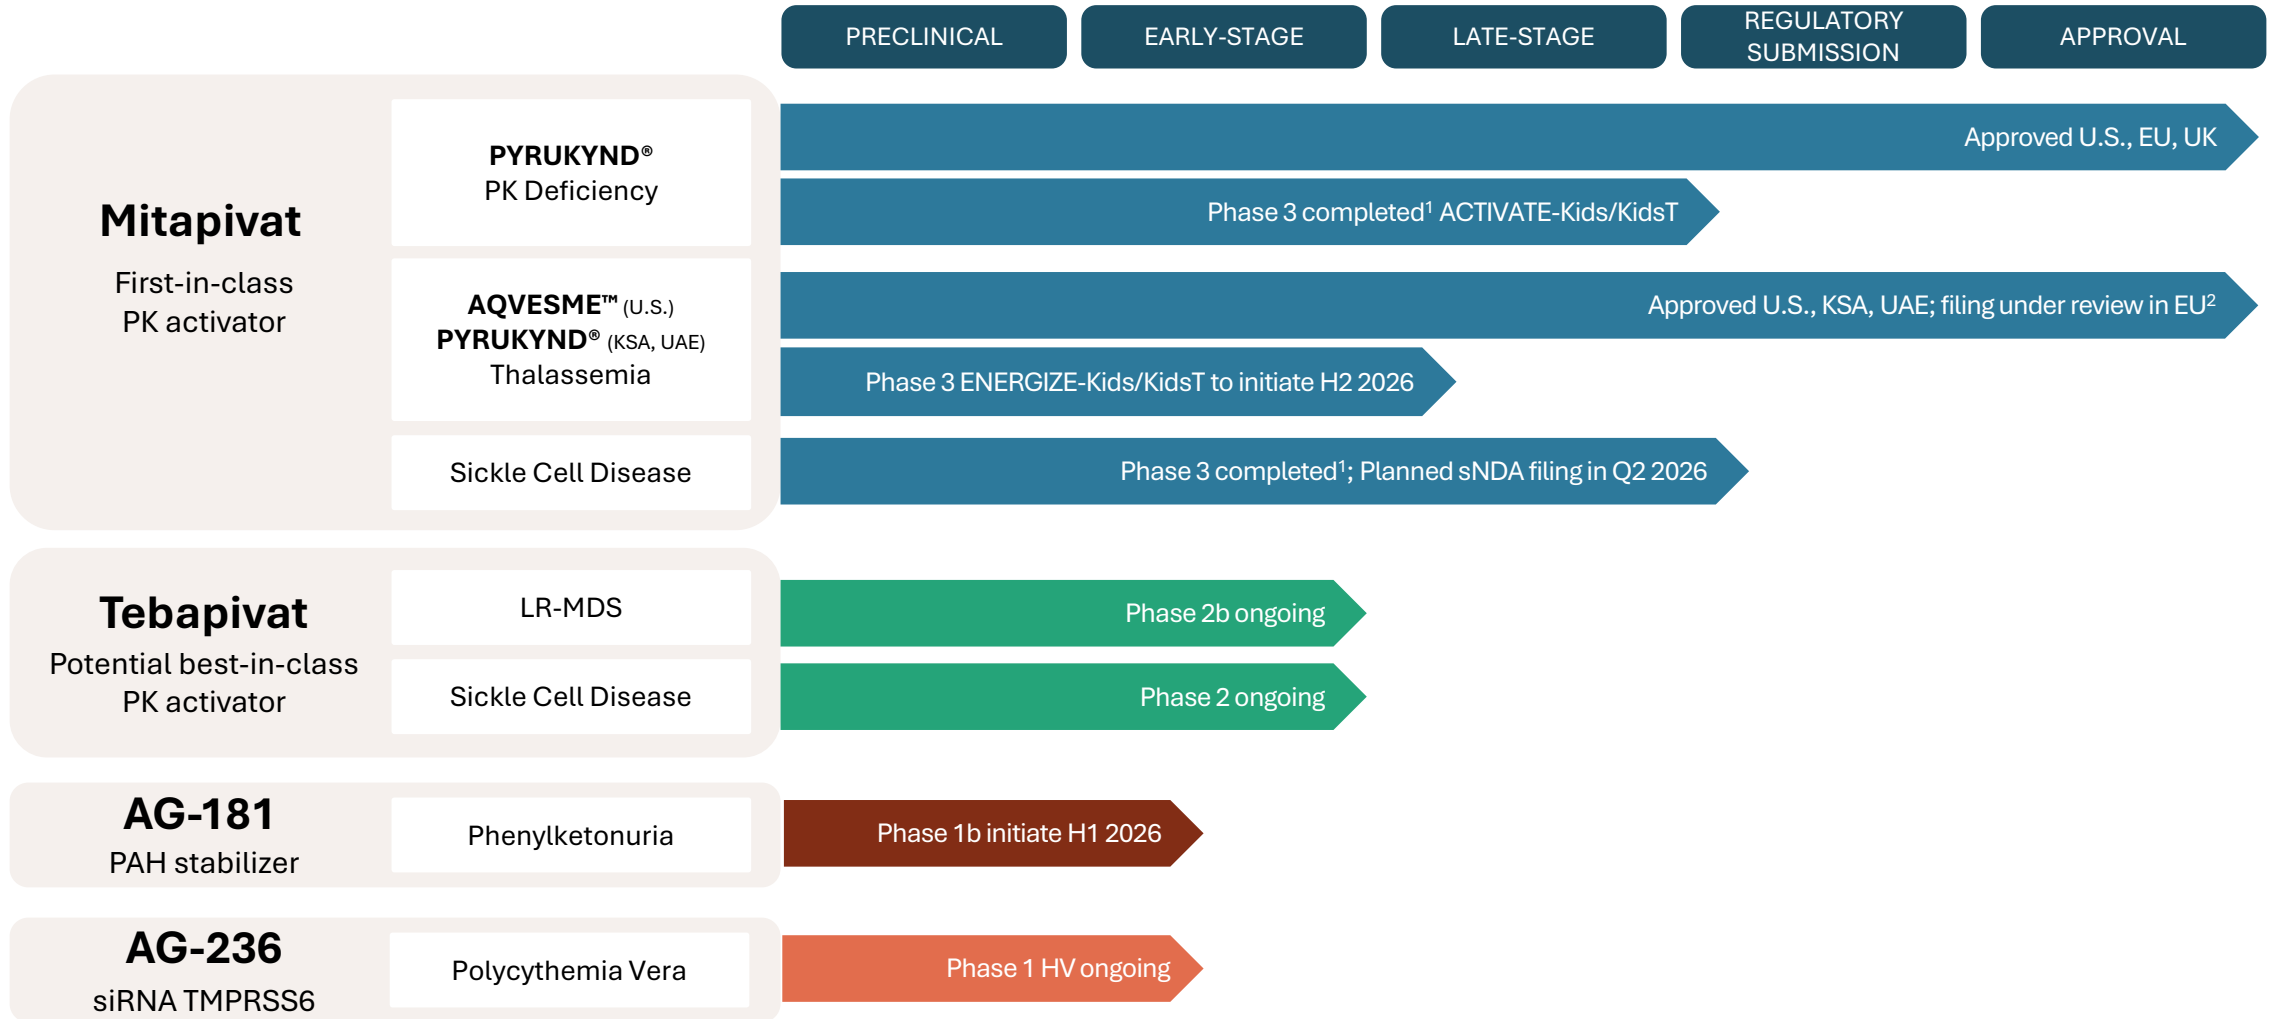 PRECLINICAL
EARLY-STAGE
LATE-STAGE
REGULATORY
SUBMISSION
APPROVAL
Mitapivat
First-in-class
PK activator
PYRUKYND®
PK Deficiency
Approved U.S., EU, UK
Phase 3 completed¹ ACTIVATE-Kids/KidsT
AQVESME™ (U.S.)
PYRUKYND® (KSA, UAE)
Thalassemia
Approved U.S., KSA, UAE; filing under review in EU²
Phase 3 ENERGIZE-Kids/KidsT to initiate H2 2026
Sickle Cell Disease
Phase 3 completed¹; Planned sNDA filing in Q2 2026
Tebapivat
Potential best-in-class
PK activator
LR-MDS
Phase 2b ongoing
Sickle Cell Disease
Phase 2 ongoing
AG-181
PAH stabilizer
Phenylketonuria
Phase 1b initiate H1 2026
AG-236
siRNA TMPRSS6
Polycythemia Vera
Phase 1 HV ongoing